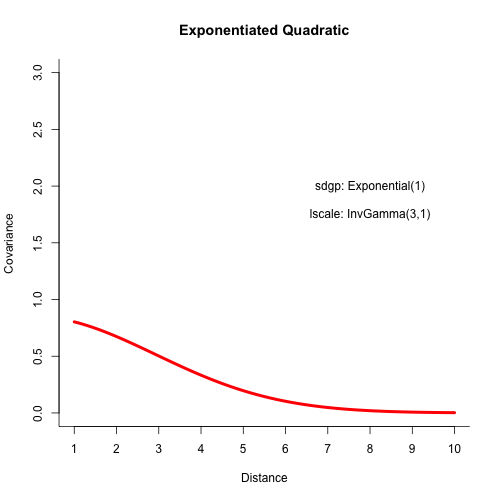 Exponentiated Quadratic
3.0
2.5
2.0
1.5
1.0
0.5
0.0
Covariance
sdgp: Exponential(1)
lscale: InvGamma(3,1)
1 2 3 4 5 6 7 8 9 10
Distance